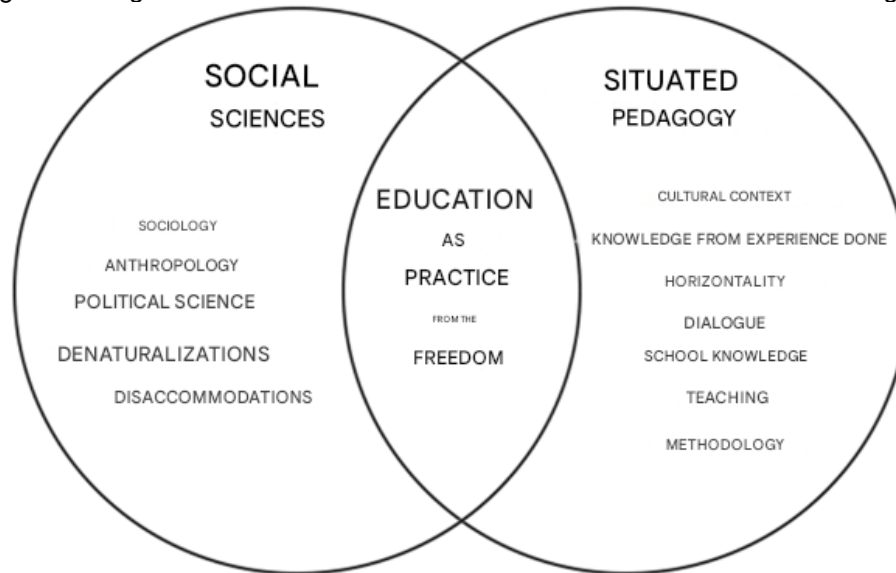 SOCIAL
SCIENCES
SOCIOLOGY
ANTHROPOLOGY
POLITICAL SCIENCE
DENATURALIZATIONS
DISACCOMMODATIONS
EDUCATION
AS
PRACTICE
FROM THE
FREEDOM
SITUATED
PEDAGOGY
CULTURAL CONTEXT
KNOWLEDGE FROM EXPERIENCE DONE
HORIZONTALITY
DIALOGUE
SCHOOL KNOWLEDGE
TEACHING
METHODOLOGY